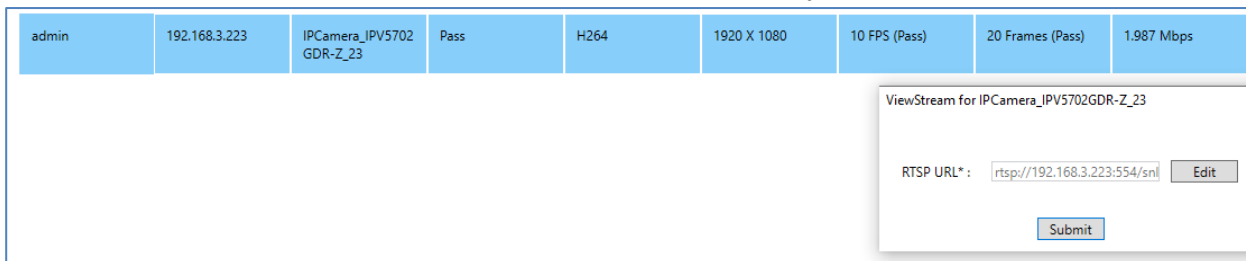 admin 192.168.3.223 IPCamera_IPV5702 Pass H264 1920 X 1080 10 FPS (Pass) 20 Frames (Pass) 1.987 Mbps
GDR-Z_23
ViewStream for IPCamera_IPV5702GDR-Z_23
RTSP URL* : rtsp://192.168.3.223:554/snl Edit
Submit